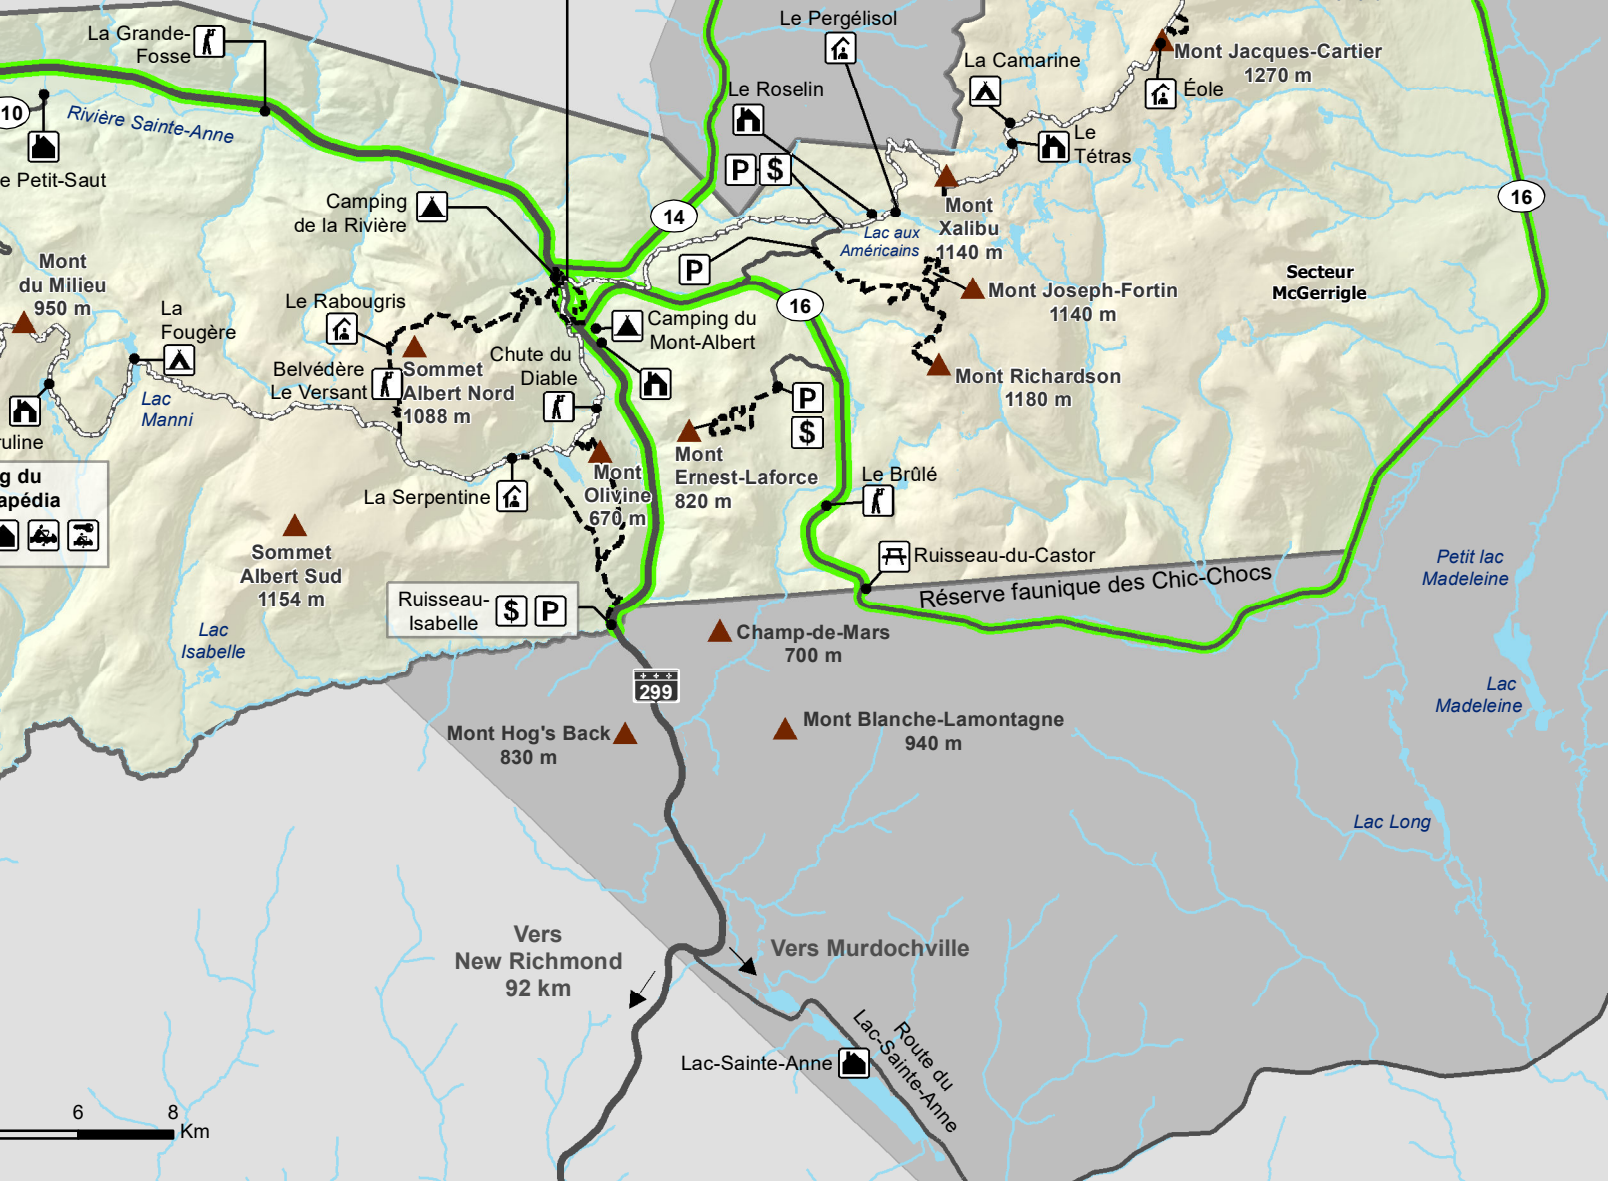 La Grande-
Fosse
10
Rivière Sainte-Anne
e Petit-Saut
Le Pergélisol
Le Roselin
P $
La Camarine
Mont Jacques-Cartier
1270 m
Éole
Le
Tétras
Camping
de la Rivière
14
Lac aux
Américains
Mont
Xalibu
1140 m
16
P
Mont
du Milieu
950 m
La
Fougère
Le Rabougris
Secteur
McGerrigle
Mont Joseph-Fortin
1140 m
16
Camping du
Mont-Albert
Chute du
Diable
Belvédère
Le Versant
Sommet
Albert Nord
1088 m
Mont Richardson
1180 m
Lac
Manni
P
$
ruline
g du
apédia
Mont
Olivine
670 m
Mont
Ernest-Laforce
820 m
Le Brûlé
La Serpentine
Sommet
Albert Sud
1154 m
Ruisseau-du-Castor
Réserve faunique des Chic-Chocs
Petit lac
Madeleine
Ruisseau-
Isabelle
$ P
Lac
Isabelle
Champ-de-Mars
700 m
299
Lac
Madeleine
Mont Hog's Back
830 m
Mont Blanche-Lamontagne
940 m
Lac Long
Vers
New Richmond
92 km
Vers Murdochville
Lac-Sainte-Anne
Route du
Lac-Sainte-Anne
6 8
Km